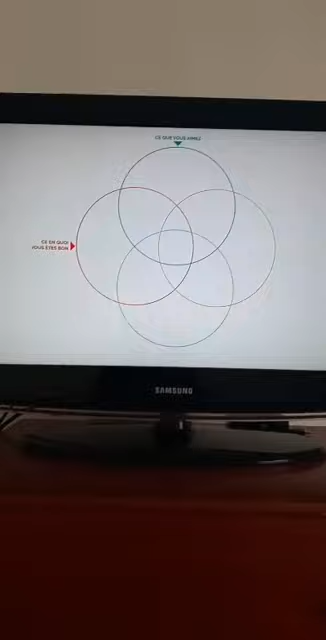 CE QUE VOUS AIMEZ
CE EN QUOI
VOUS ÊTES BON
SAMSUNG